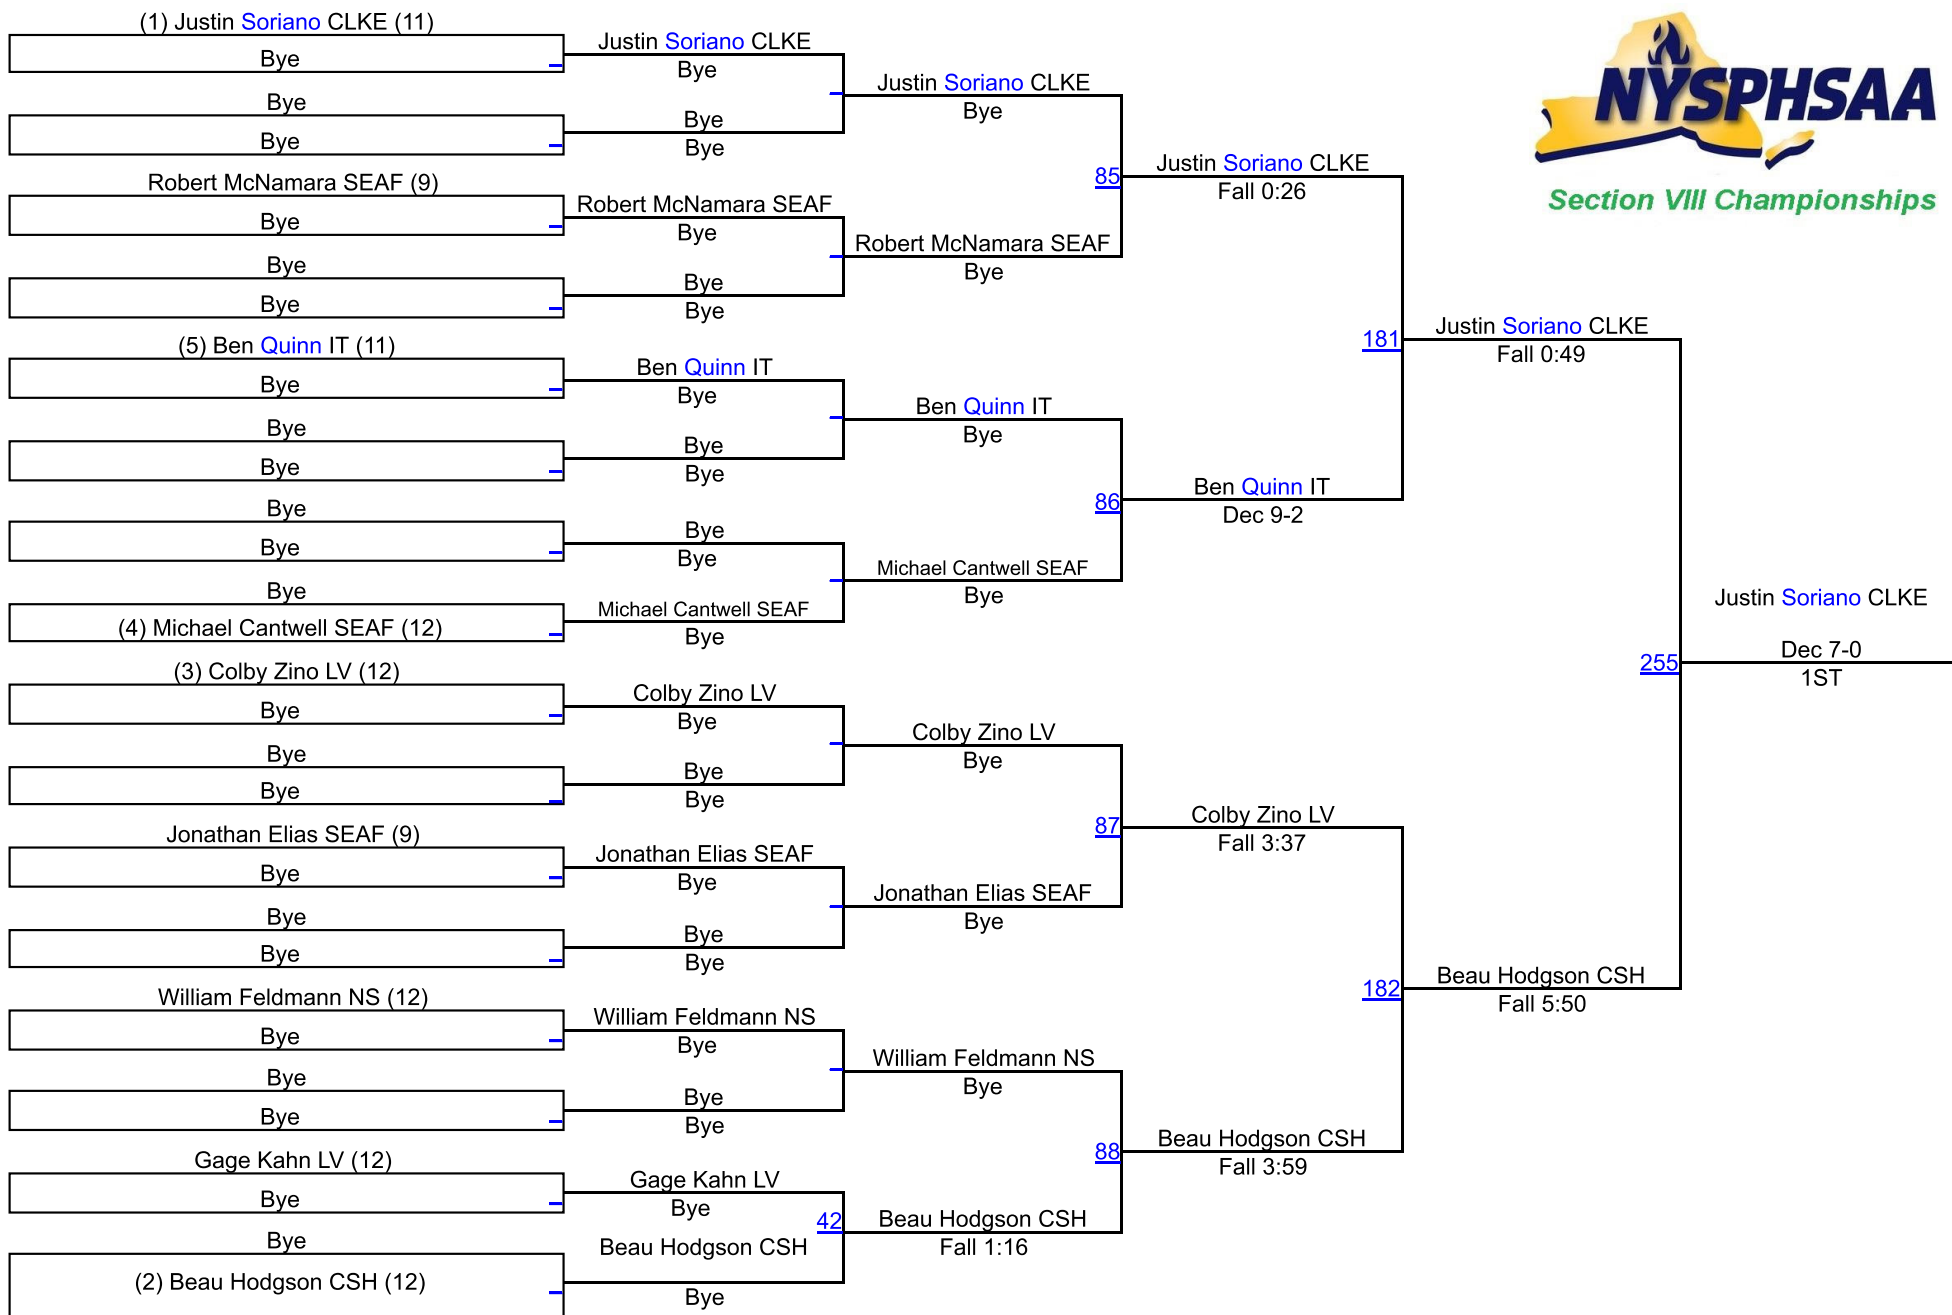 (1) Justin Soriano CLKE (11)
Bye
Bye
Bye
Robert McNamara SEAF (9)
Bye
Bye
Bye
(5) Ben Quinn IT (11)
Bye
Bye
Bye
Bye
Bye
Bye
(4) Michael Cantwell SEAF (12)
(3) Colby Zino LV (12)
Bye
Bye
Bye
Jonathan Elias SEAF (9)
Bye
Bye
Bye
William Feldmann NS (12)
Bye
Bye
Bye
Gage Kahn LV (12)
Bye
Bye
(2) Beau Hodgson CSH (12)
Justin Soriano CLKE
Bye
Bye
Bye
Robert McNamara SEAF
Bye
Bye
Bye
Ben Quinn IT
Bye
Bye
Bye
Bye
Bye
Michael Cantwell SEAF
Bye
Colby Zino LV
Bye
Bye
Bye
Jonathan Elias SEAF
Bye
Bye
Bye
William Feldmann NS
Bye
Bye
Bye
Gage Kahn LV
Bye
42
Beau Hodgson CSH
Bye
Justin Soriano CLKE
Bye
85
Robert McNamara SEAF
Bye
Ben Quinn IT
Bye
86
Michael Cantwell SEAF
Bye
Colby Zino LV
Bye
87
Jonathan Elias SEAF
Bye
William Feldmann NS
Bye
88
Beau Hodgson CSH
Fall 1:16
Justin Soriano CLKE
Fall 0:26
181
Ben Quinn IT
Dec 9-2
Colby Zino LV
Fall 3:37
182
Beau Hodgson CSH
Fall 3:59
Justin Soriano CLKE
Fall 0:49
255
Beau Hodgson CSH
Fall 5:50
Justin Soriano CLKE
Dec 7-0
1ST
NYSPHSAA
Section VIII Championships